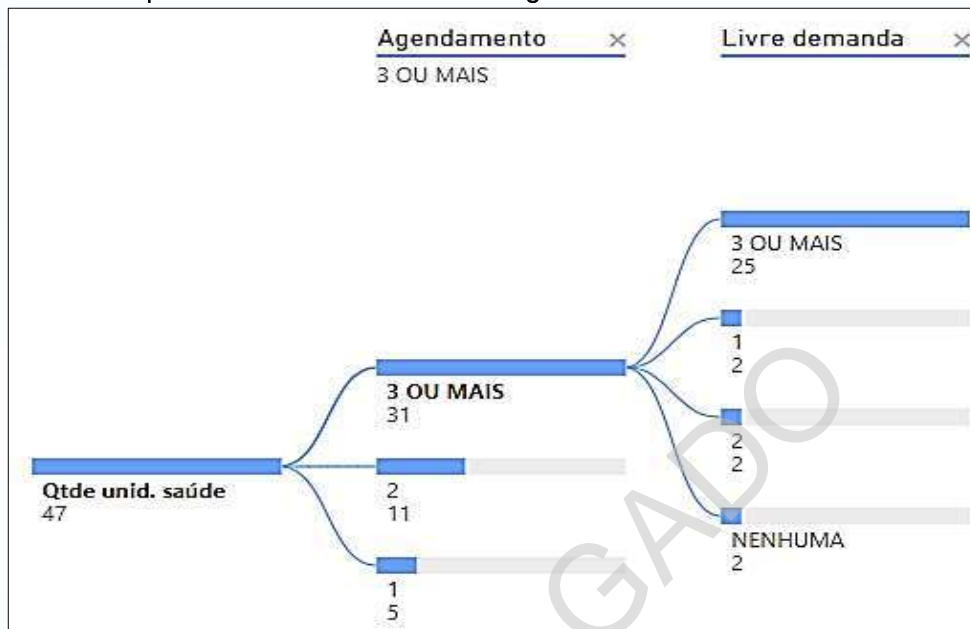 Agendamento ×
3 OU MAIS
Livre demanda ×
3 OU MAIS
25
1
2
3 OU MAIS
31
2
2
Qtde unid. saúde
47
2
11
NENHUMA
2
1
5
GADO